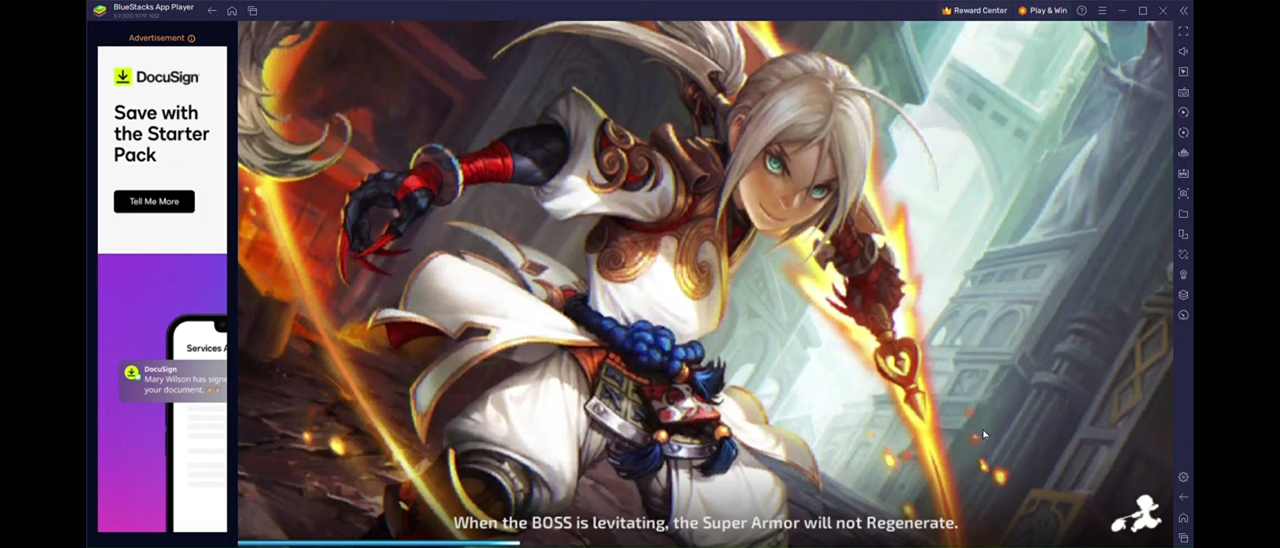 BlueStacks App Player
Reward Center
Play & Win
Advertisement
DocuSign
Save with
the Starter
Pack
Tell Me More
Services A
DocuSign
Mary Wilson has signe
your document.
When the BOSS is levitating, the Super Armor will not Regenerate.